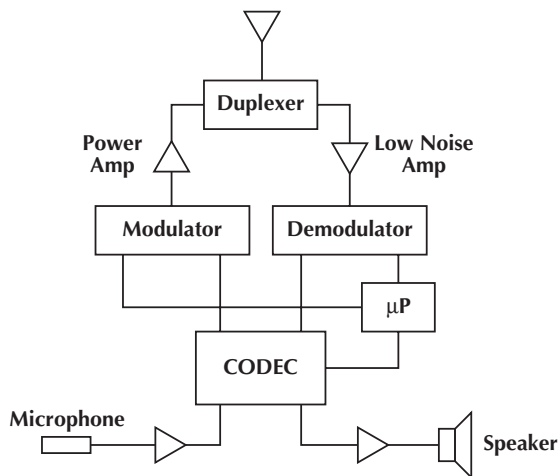 Duplexer
Power
Amp
Low Noise
Amp
Modulator
Demodulator
μP
CODEC
Microphone
Speaker